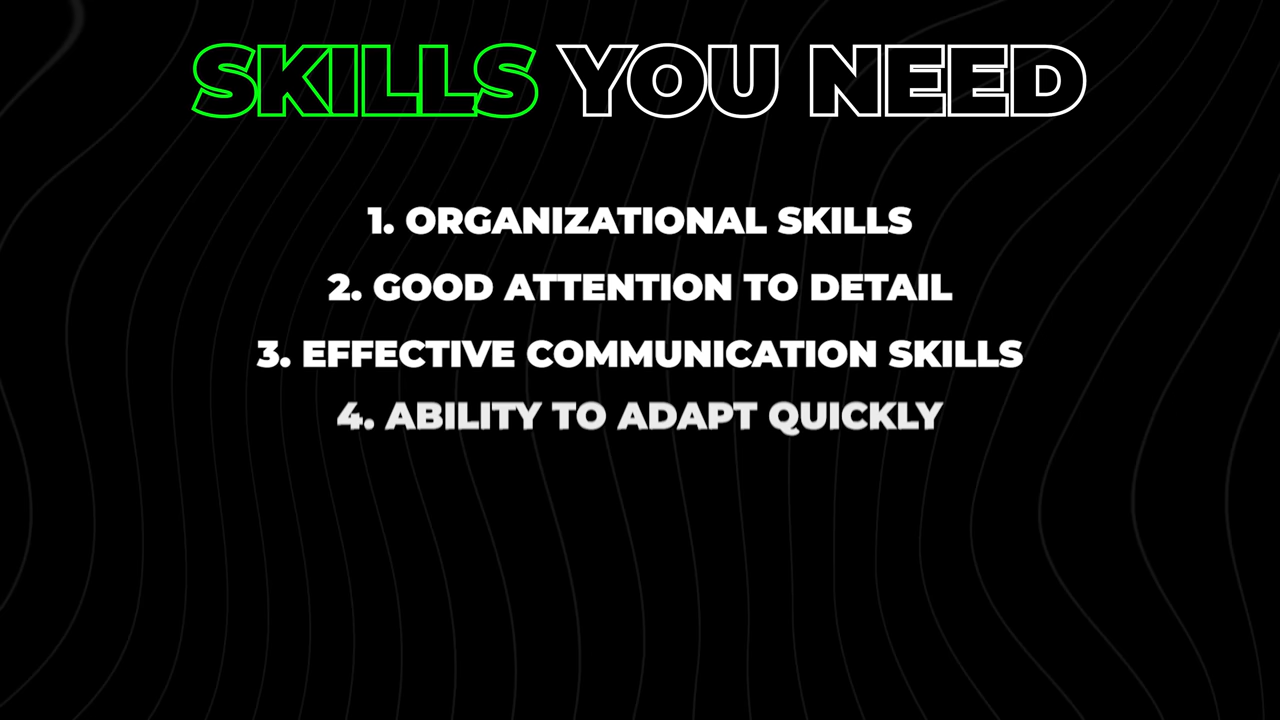 SKILLS YOU NEED
1. ORGANIZATIONAL SKILLS
2. GOOD ATTENTION TO DETAIL
3. EFFECTIVE COMMUNICATION SKILLS
4. ABILITY TO ADAPT QUICKLY